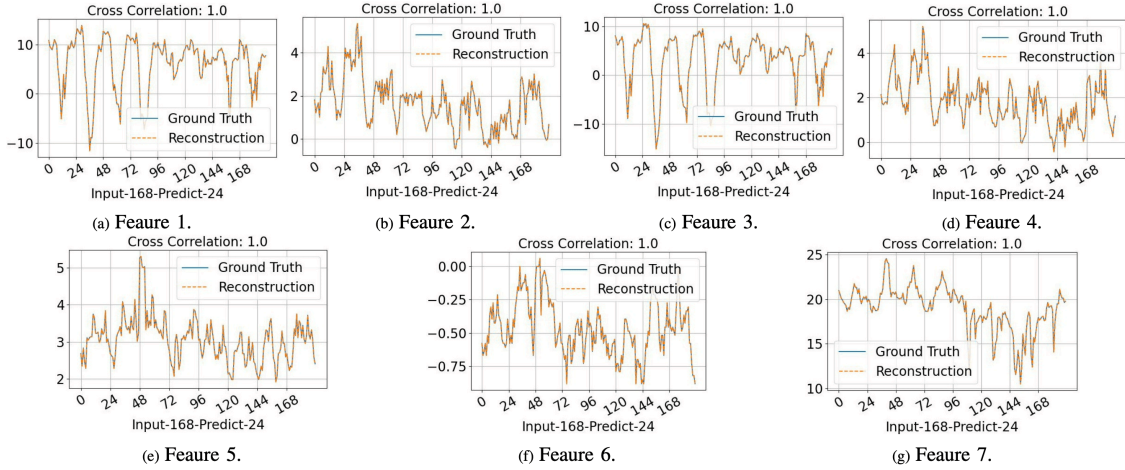 Cross Correlation: 1.0
10
0
−10
Ground Truth
Reconstruction
0 24 48 72 96 120 144 168
Input-168-Predict-24
(a) Feaure 1.
Cross Correlation: 1.0
4
2
0
Ground Truth
Reconstruction
0 24 48 72 96 120 144 168
Input-168-Predict-24
(b) Feaure 2.
Cross Correlation: 1.0
10
0
−10
Ground Truth
Reconstruction
0 24 48 72 96 120 144 168
Input-168-Predict-24
(c) Feaure 3.
Cross Correlation: 1.0
4
2
0
Ground Truth
Reconstruction
0 24 48 72 96 120 144 168
Input-168-Predict-24
(d) Feaure 4.
Cross Correlation: 1.0
5
4
3
2
Ground Truth
Reconstruction
0 24 48 72 96 120 144 168
Input-168-Predict-24
(e) Feaure 5.
Cross Correlation: 1.0
0.00
−0.25
−0.50
−0.75
Ground Truth
Reconstruction
0 24 48 72 96 120 144 168
Input-168-Predict-24
(f) Feaure 6.
Cross Correlation: 1.0
25
20
15
10
Ground Truth
Reconstruction
0 24 48 72 96 120 144 168
Input-168-Predict-24
(g) Feaure 7.